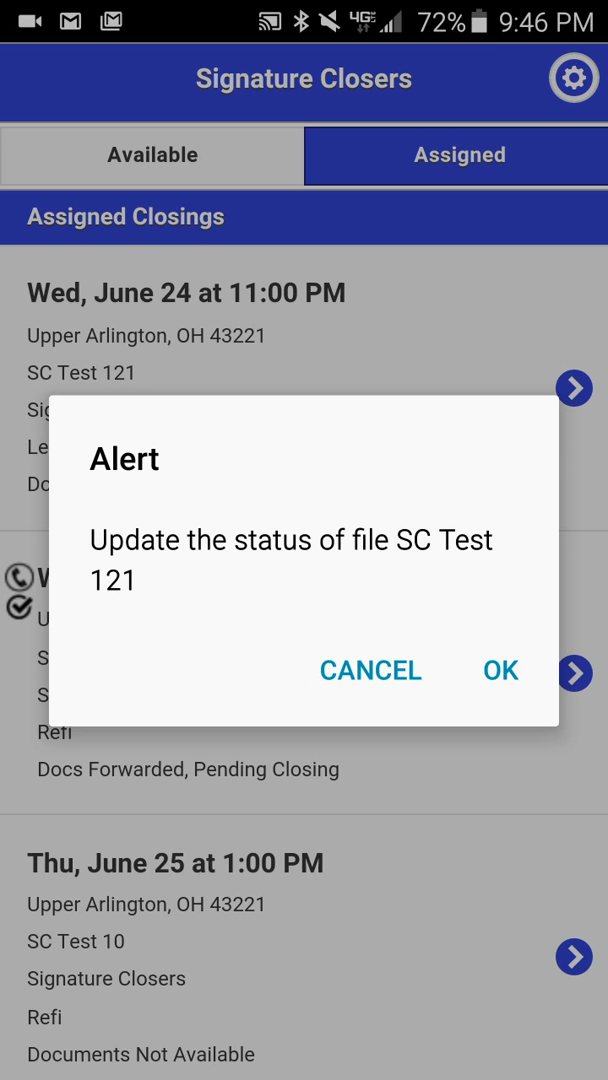 4G 72% 9:46 PM
Signature Closers
Available Assigned
Assigned Closings
Wed, June 24 at 11:00 PM
Upper Arlington, OH 43221
SC Test 121
Alert
Update the status of file SC Test
121
CANCEL OK
Refi
Docs Forwarded, Pending Closing
Thu, June 25 at 1:00 PM
Upper Arlington, OH 43221
SC Test 10
Signature Closers
Refi
Documents Not Available